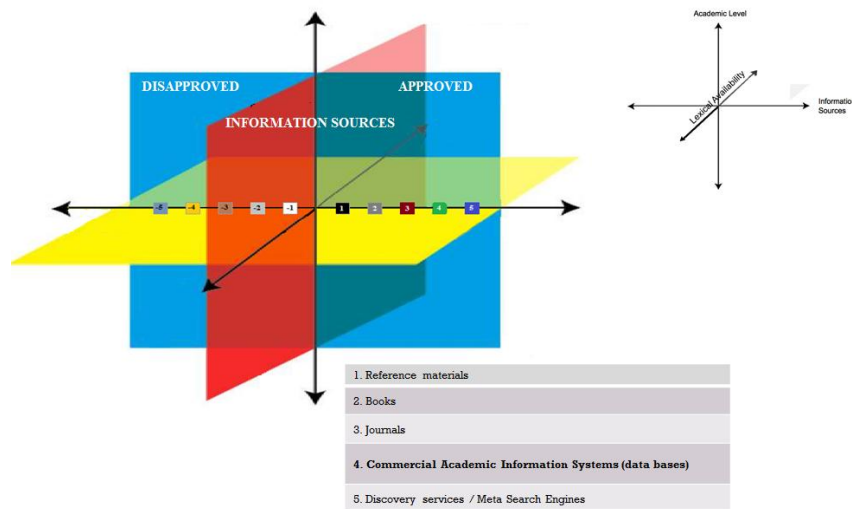 Academic Level
Lexical Availability
Informatio
Sources
DISAPPROVED
APPROVED
INFORMATION SOURCES
-5 -4 -3 -2 -1 1 2 3 4 5
1. Reference materials
2. Books
3. Journals
4. Commercial Academic Information Systems (data bases)
5. Discovery services / Meta Search Engines